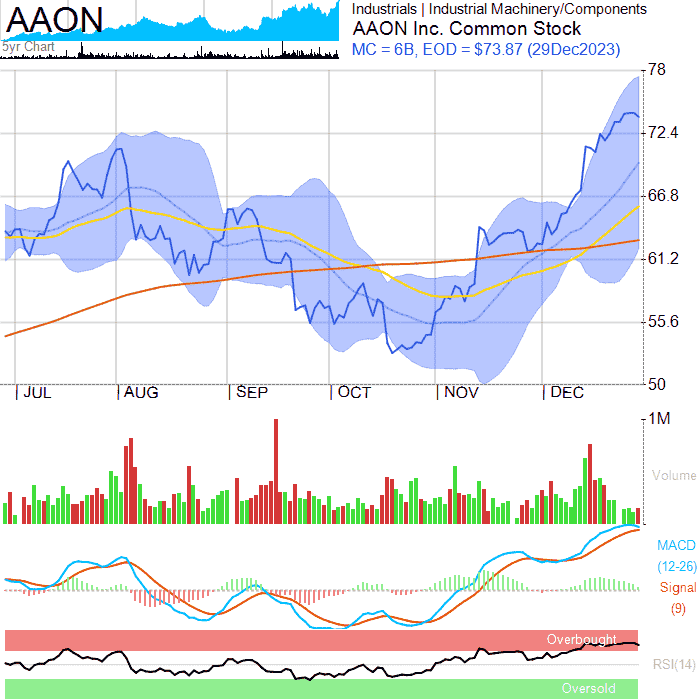 AAON
5yr Chart
Industrials | Industrial Machinery/Components
AAON Inc. Common Stock
MC = 6B, EOD = $73.87 (29Dec2023)
78
72.4
66.8
61.2
55.6
50
JUL AUG SEP OCT NOV DEC
1M
Volume
MACD
(12-26)
Signal
(9)
Overbought
RSI(14)
Oversold